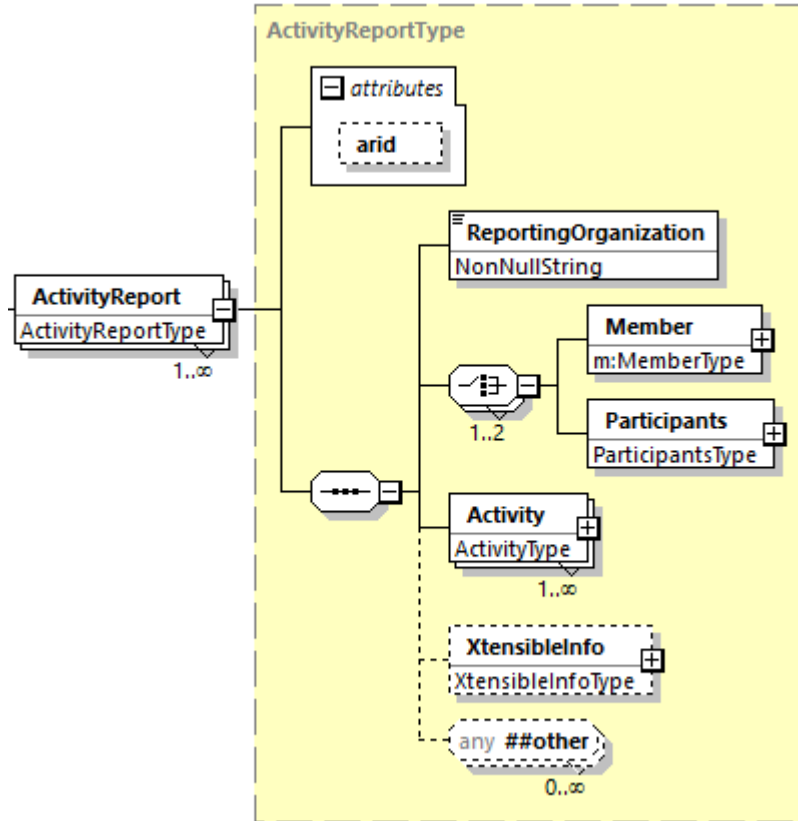 ActivityReportType
attributes
arid
ReportingOrganization
NonNullString
ActivityReport
ActivityReportType
1..∞
Member
m:MemberType
1..2
Participants
ParticipantsType
Activity
ActivityType
1..∞
XtensibleInfo
XtensibleInfoType
any ##other
0..∞